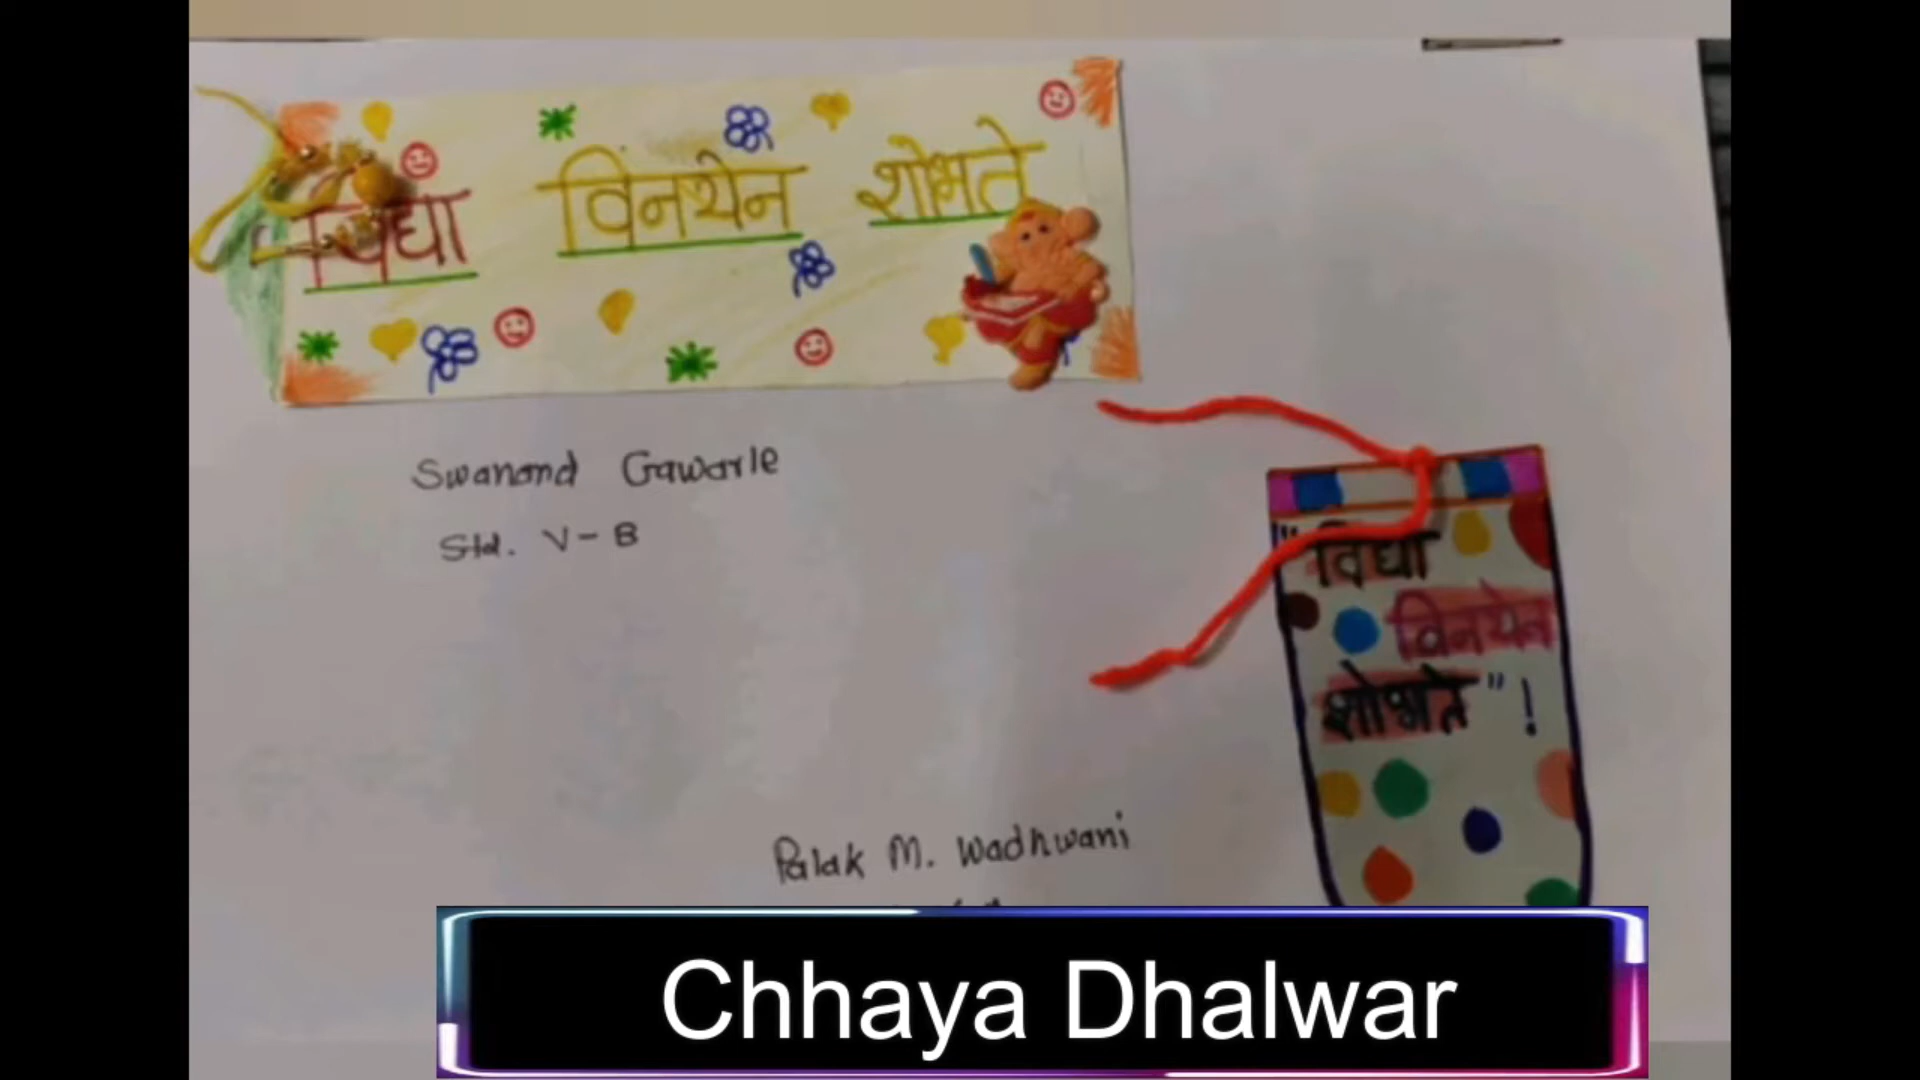 विद्या विनयेन शोभते
Swanand Gawarle
Std. V - B
"विद्या
विनयेन
शोभते"!
Palak M. Wadhwani
Chhaya Dhalwar